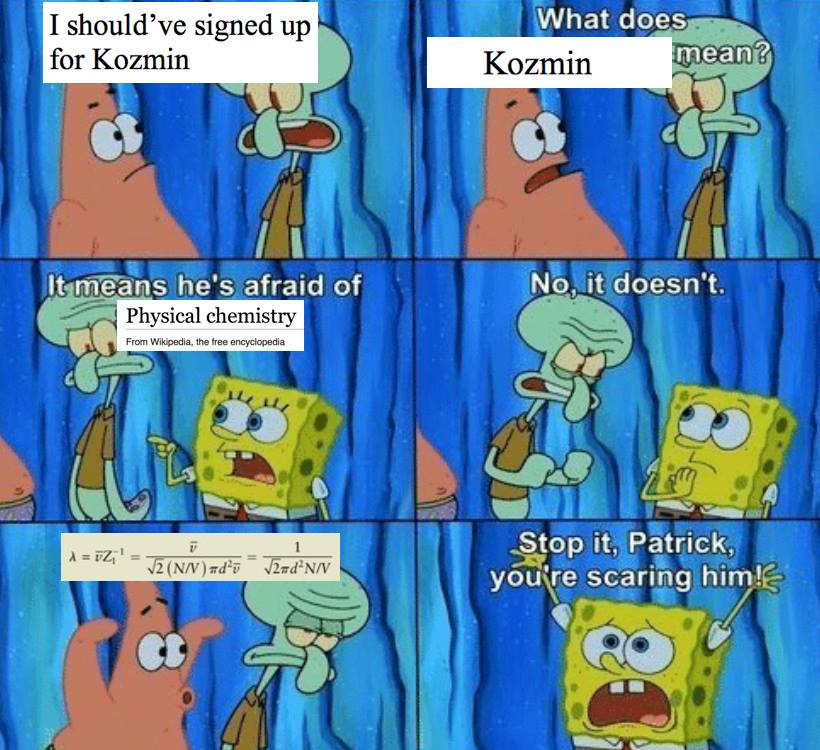 I should’ve signed up
for Kozmin
What does
Kozmin
mean?
It means he's afraid of
Physical chemistry
From Wikipedia, the free encyclopedia
No, it doesn't.
λ = v̄Z₁⁻¹ = v̄ / √2 (N/V) πd²v̄ = 1 / √2πd²N/V
Stop it, Patrick,
you're scaring him!